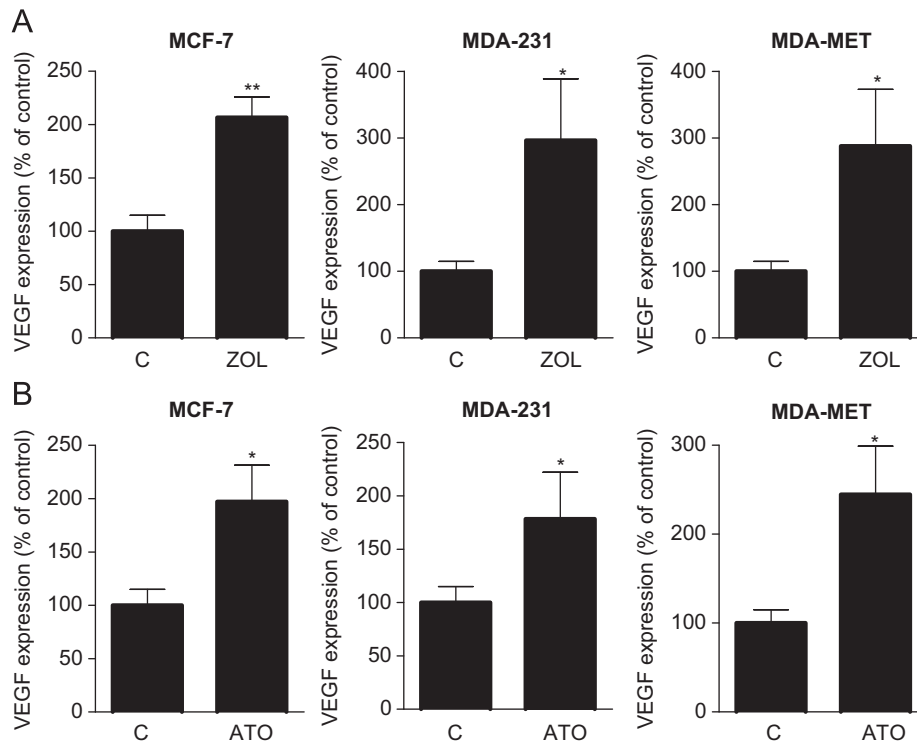 A
MCF-7
MDA-231
MDA-MET
VEGF expression (% of control)
250
200
150
100
50
0
**
C
ZOL
VEGF expression (% of control)
400
300
200
100
0
*
C
ZOL
VEGF expression (% of control)
400
300
200
100
0
*
C
ZOL
B
MCF-7
MDA-231
MDA-MET
VEGF expression (% of control)
250
200
150
100
50
0
*
C
ATO
VEGF expression (% of control)
250
200
150
100
50
0
*
C
ATO
VEGF expression (% of control)
300
200
100
0
*
C
ATO